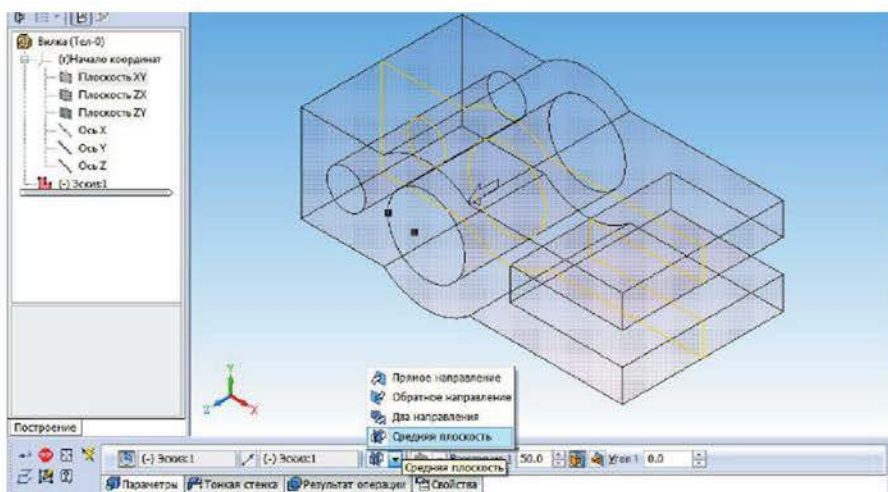 Вилка (Тел-0)
(т)Начало координат
Плоскость XY
Плоскость ZX
Плоскость ZY
Ось X
Ось Y
Ось Z
(-) Эскиз:1
Y
Z
X
Прямое направление
Обратное направление
Два направления
Средняя плоскость
Построение
(-) Эскиз:1
(-) Эскиз:1
50.0
Угол 1
0.0
Средняя плоскость
Параметры
Тонкая стенка
Результат операции
Свойства